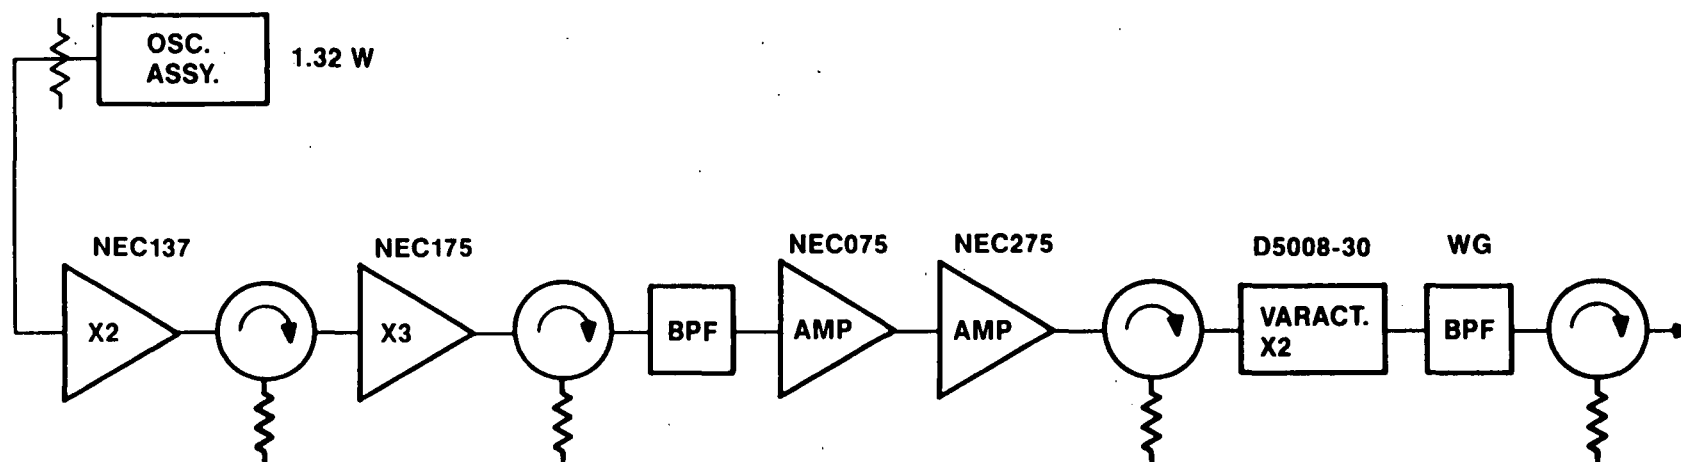 OSC.
ASSY.
1.32 W
NEC137
NEC175
NEC075
NEC275
D5008-30
WG
X2
X3
BPF
AMP
AMP
VARACT.
X2
BPF